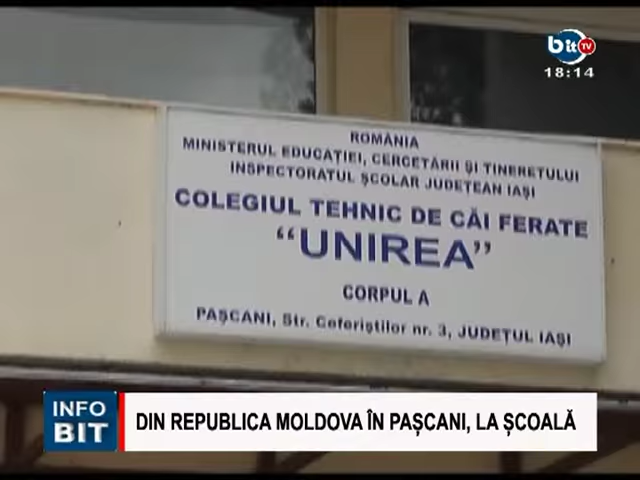 bit TV
18:14
ROMÂNIA
MINISTERUL EDUCAȚIEI, CERCETĂRII ȘI TINERETULUI
INSPECTORATUL ȘCOLAR JUDEȚEAN IAȘI
COLEGIUL TEHNIC DE CĂI FERATE
“UNIREA”
CORPUL A
PAȘCANI, Str. Ceferiștilor nr. 3, JUDEȚUL IAȘI
INFO
BIT
DIN REPUBLICA MOLDOVA ÎN PAȘCANI, LA ȘCOALĂ